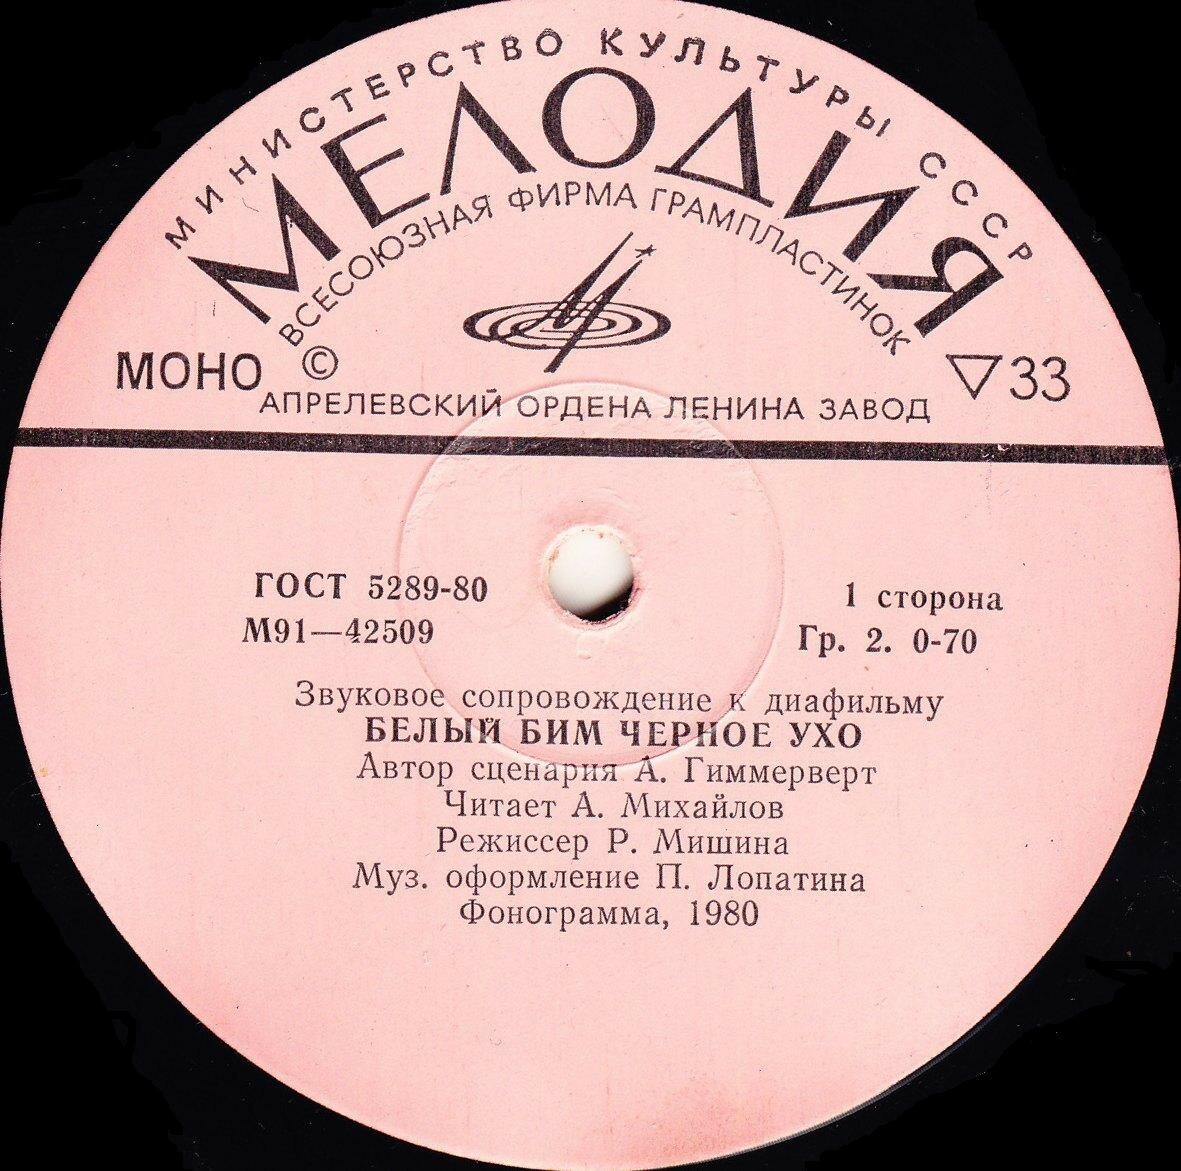 МИНИСТЕРСТВО КУЛЬТУРЫ СССР
МЕЛОДИЯ
ВСЕСОЮЗНАЯ ФИРМА ГРАМПЛАСТИНОК
МОНО © ▽33
АПРЕЛЕВСКИЙ ОРДЕНА ЛЕНИНА ЗАВОД
ГОСТ 5289-80 1 сторона
М91—42509 Гр. 2. 0-70
Звуковое сопровождение к диафильму
БЕЛЫЙ БИМ ЧЕРНОЕ УХО
Автор сценария А. Гиммерверт
Читает А. Михайлов
Режиссер Р. Мишина
Муз. оформление П. Лопатина
Фонограмма, 1980